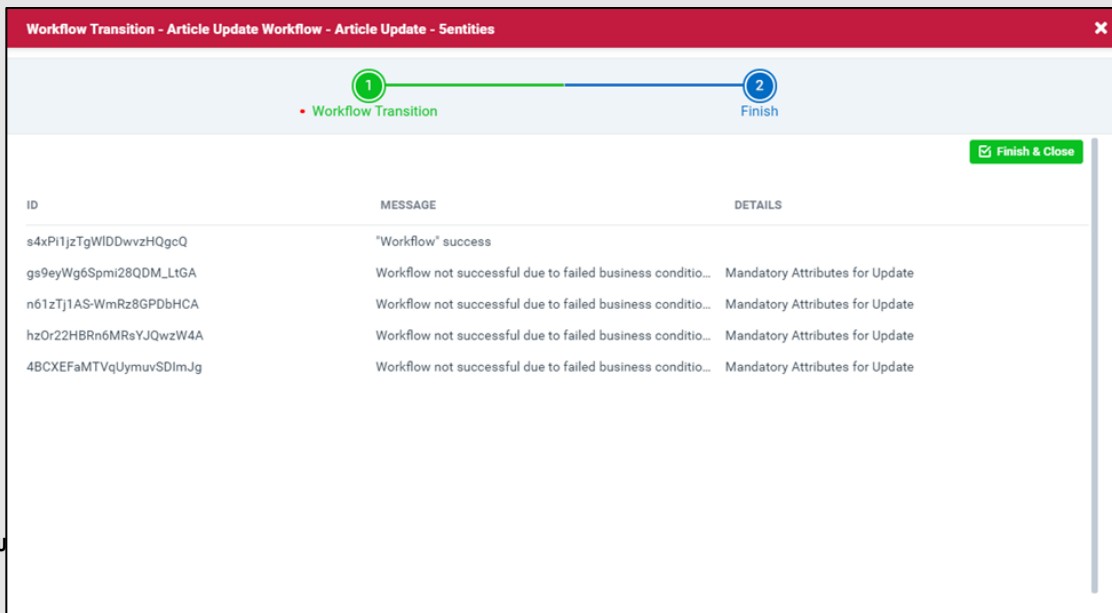 Workflow Transition - Article Update Workflow - Article Update - 5entities
1 2
Workflow Transition Finish
Finish & Close
ID MESSAGE DETAILS
s4xPi1jzTgWlDDwvzHQgcQ "Workflow" success
gs9eyWg6Spmi28QDM_LtGA Workflow not successful due to failed business conditio... Mandatory Attributes for Update
n61zTj1AS-WmRz8GPDbHCA Workflow not successful due to failed business conditio... Mandatory Attributes for Update
hzOr22HBRn6MRsYJQwzW4A Workflow not successful due to failed business conditio... Mandatory Attributes for Update
4BCXEFaMTVqUymuvSDImJg Workflow not successful due to failed business conditio... Mandatory Attributes for Update